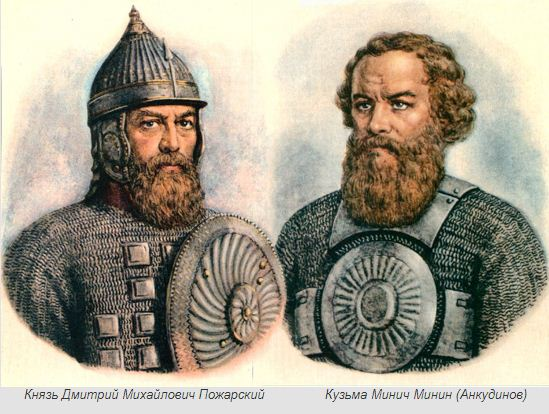 Князь Дмитрий Михайлович Пожарский
Кузьма Минич Минин (Анкудинов)